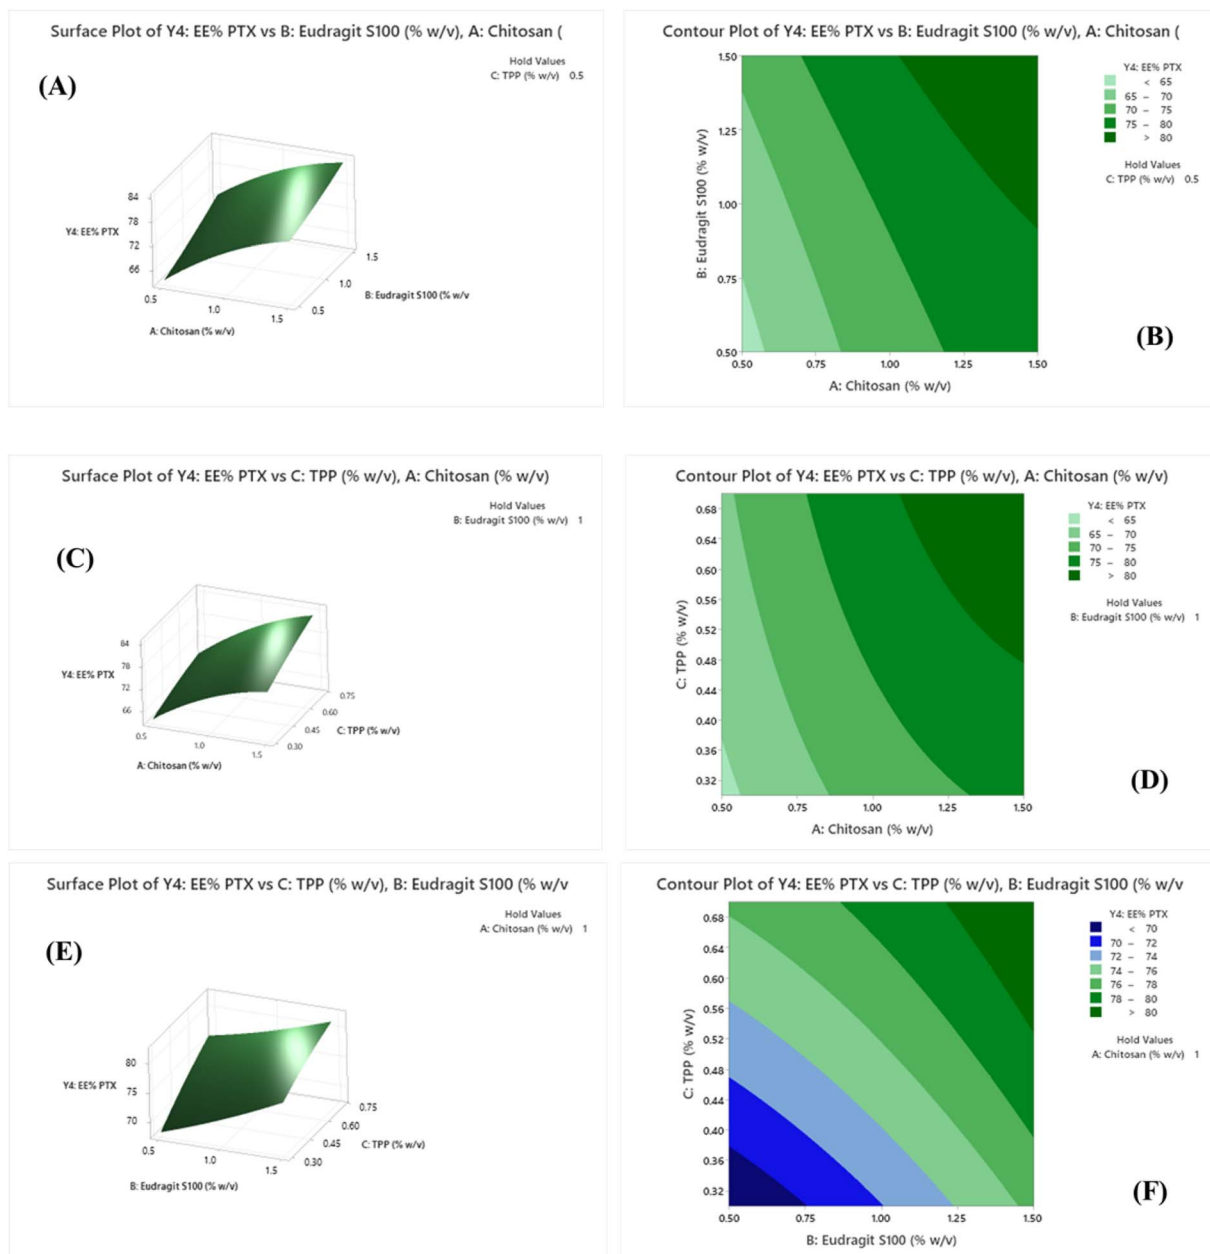 Surface Plot of Y4: EE% PTX vs B: Eudragit S100 (% w/v), A: Chitosan (
Hold Values
C: TPP (% w/v) 0.5
(A)
84
78
Y4: EE% PTX
72
66
0.5
1.0
1.5
A: Chitosan (% w/v)
0.5
1.0
1.5
B: Eudragit S100 (% w/v
Contour Plot of Y4: EE% PTX vs B: Eudragit S100 (% w/v), A: Chitosan (
1.50
1.25
1.00
0.75
0.50
B: Eudragit S100 (% w/v)
0.50 0.75 1.00 1.25 1.50
A: Chitosan (% w/v)
Y4: EE% PTX
< 65
65 – 70
70 – 75
75 – 80
> 80
Hold Values
C: TPP (% w/v) 0.5
(B)
Surface Plot of Y4: EE% PTX vs C: TPP (% w/v), A: Chitosan (% w/v)
Hold Values
B: Eudragit S100 (% w/v) 1
(C)
84
78
Y4: EE% PTX
72
66
0.5
1.0
1.5
A: Chitosan (% w/v)
0.30
0.45
0.60
0.75
C: TPP (% w/v)
Contour Plot of Y4: EE% PTX vs C: TPP (% w/v), A: Chitosan (% w/v)
0.68
0.64
0.60
0.56
0.52
0.48
0.44
0.40
0.36
0.32
C: TPP (% w/v)
0.50 0.75 1.00 1.25 1.50
A: Chitosan (% w/v)
Y4: EE% PTX
< 65
65 – 70
70 – 75
75 – 80
> 80
Hold Values
B: Eudragit S100 (% w/v) 1
(D)
Surface Plot of Y4: EE% PTX vs C: TPP (% w/v), B: Eudragit S100 (% w/v
Hold Values
A: Chitosan (% w/v) 1
(E)
80
Y4: EE% PTX
75
70
0.5
1.0
1.5
B: Eudragit S100 (% w/v)
0.30
0.45
0.60
0.75
C: TPP (% w/v)
Contour Plot of Y4: EE% PTX vs C: TPP (% w/v), B: Eudragit S100 (% w/v
0.68
0.64
0.60
0.56
0.52
0.48
0.44
0.40
0.36
0.32
C: TPP (% w/v)
0.50 0.75 1.00 1.25 1.50
B: Eudragit S100 (% w/v)
Y4: EE% PTX
< 70
70 – 72
72 – 74
74 – 76
76 – 78
78 – 80
> 80
Hold Values
A: Chitosan (% w/v) 1
(F)